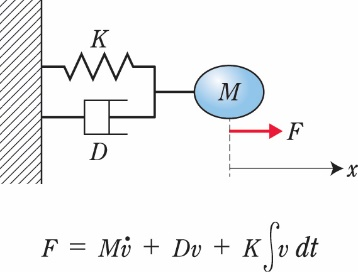 K
M
F
D
x
F = Mv̇ + Dv + K∫v dt